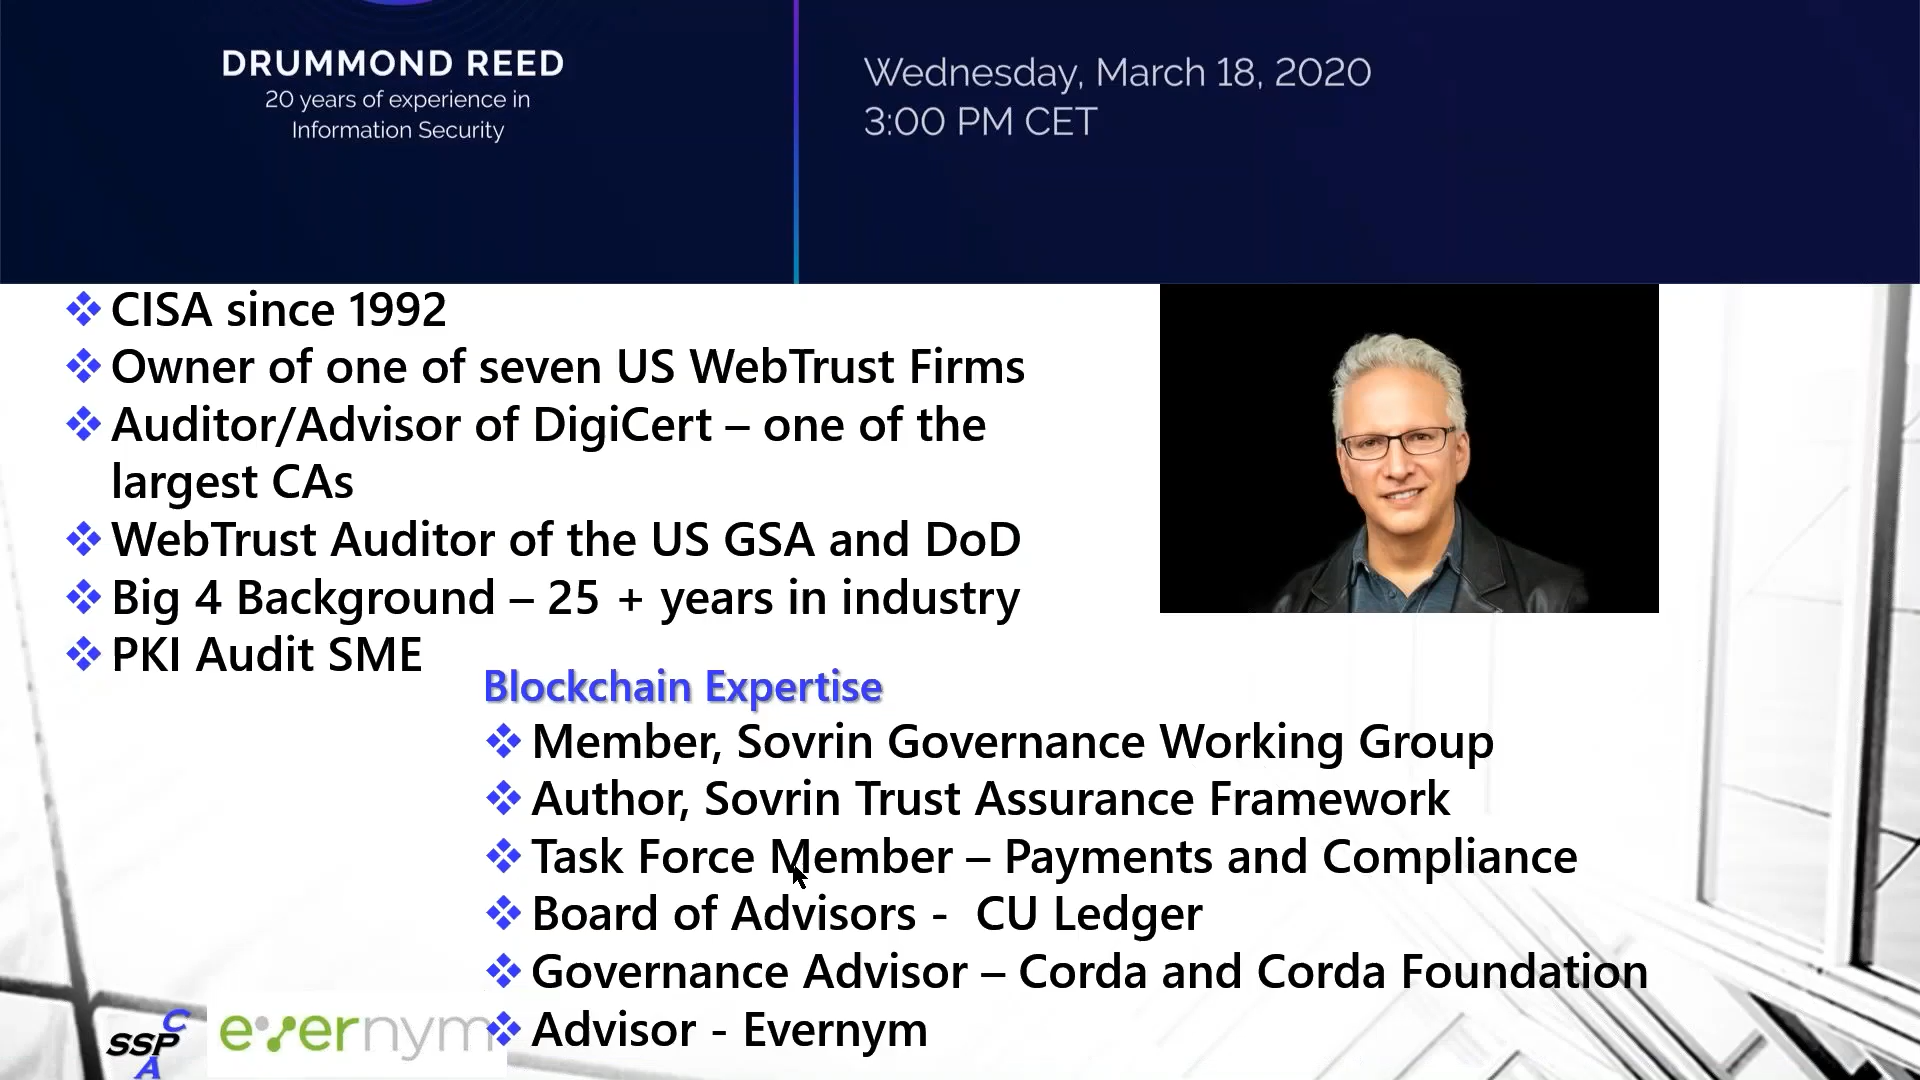 DRUMMOND REED
20 years of experience in
Information Security
Wednesday, March 18, 2020
3:00 PM CET
CISA since 1992
Owner of one of seven US WebTrust Firms
Auditor/Advisor of DigiCert – one of the
largest CAs
WebTrust Auditor of the US GSA and DoD
Big 4 Background – 25 + years in industry
PKI Audit SME
Blockchain Expertise
Member, Sovrin Governance Working Group
Author, Sovrin Trust Assurance Framework
Task Force Member – Payments and Compliance
Board of Advisors - CU Ledger
Governance Advisor – Corda and Corda Foundation
Advisor - Evernym
SSP
CPA
evernym